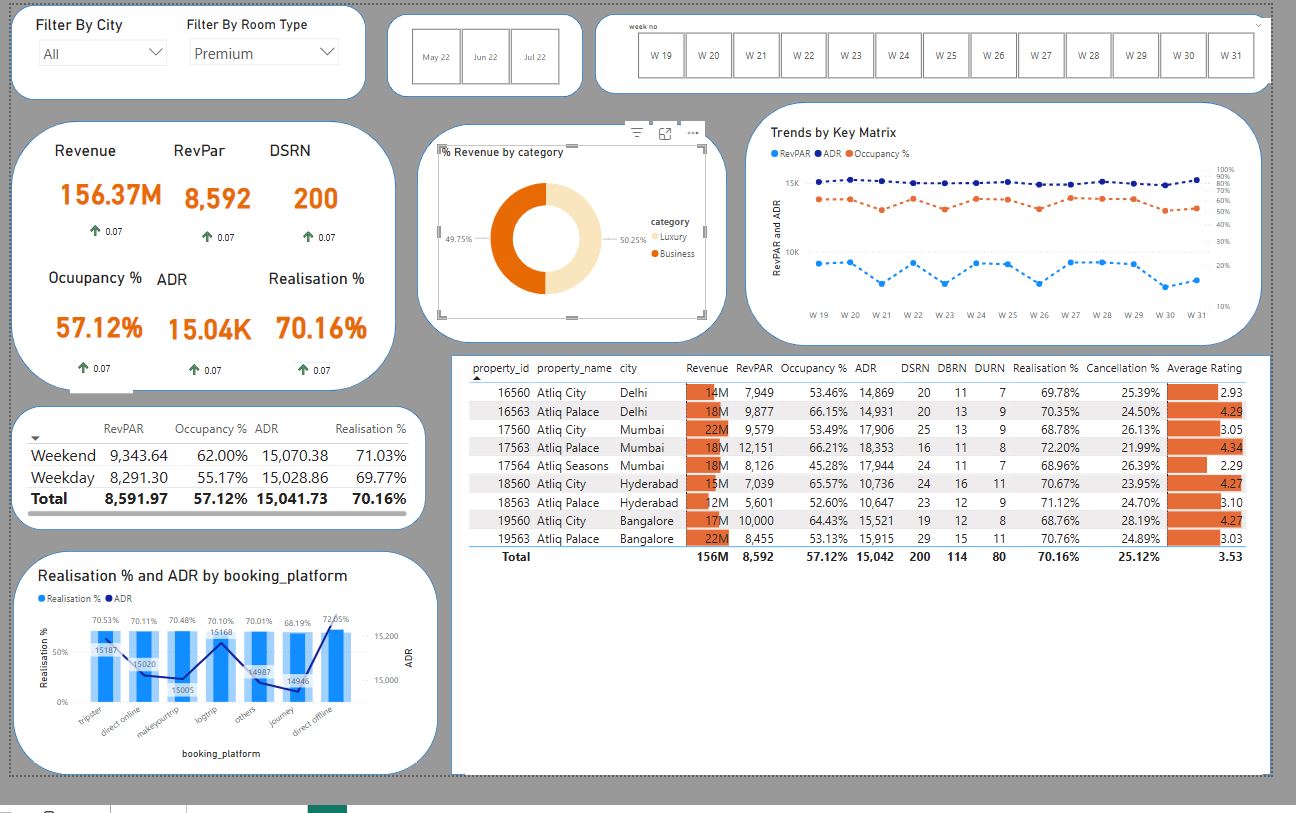 Filter By City
Filter By Room Type
All
Premium
May 22 Jun 22 Jul 22
week no
W 19 W 20 W 21 W 22 W 23 W 24 W 25 W 26 W 27 W 28 W 29 W 30 W 31
Revenue RevPar DSRN
156.37M 8,592 200
0.07 0.07 0.07
Ocuupancy % ADR Realisation %
57.12% 15.04K 70.16%
0.07 0.07 0.07
% Revenue by category
49.75%
50.25%
category
Luxury
Business
Trends by Key Matrix
RevPAR ADR Occupancy %
RevPAR and ADR
15K
10K
100%
90%
80%
70%
60%
50%
40%
30%
20%
10%
W 19 W 20 W 21 W 22 W 23 W 24 W 25 W 26 W 27 W 28 W 29 W 30 W 31
RevPAR Occupancy % ADR Realisation %
Weekend 9,343.64 62.00% 15,070.38 71.03%
Weekday 8,291.30 55.17% 15,028.86 69.77%
Total 8,591.97 57.12% 15,041.73 70.16%
property_id property_name city Revenue RevPAR Occupancy % ADR DSRN DBRN DURN Realisation % Cancellation % Average Rating
16560 Atliq City Delhi 14M 7,949 53.46% 14,869 20 11 7 69.78% 25.39% 2.93
16563 Atliq Palace Delhi 18M 9,877 66.15% 14,931 20 13 9 70.35% 24.50% 4.29
17560 Atliq City Mumbai 22M 9,579 53.49% 17,906 25 13 9 68.78% 26.13% 3.05
17563 Atliq Palace Mumbai 18M 12,151 66.21% 18,353 16 11 8 72.20% 21.99% 4.34
17564 Atliq Seasons Mumbai 18M 8,126 45.28% 17,944 24 11 7 68.96% 26.39% 2.29
18560 Atliq City Hyderabad 15M 7,039 65.57% 10,736 24 16 11 70.67% 23.95% 4.27
18563 Atliq Palace Hyderabad 12M 5,601 52.60% 10,647 23 12 9 71.12% 24.70% 3.10
19560 Atliq City Bangalore 17M 10,000 64.43% 15,521 19 12 8 68.76% 28.19% 4.27
19563 Atliq Palace Bangalore 22M 8,455 53.13% 15,915 29 15 11 70.76% 24.89% 3.03
Total 156M 8,592 57.12% 15,042 200 114 80 70.16% 25.12% 3.53
Realisation % and ADR by booking_platform
Realisation % ADR
Realisation %
50%
0%
70.53% 70.11% 70.48% 70.10% 70.01% 68.19% 72.05%
15187 15020 15005 15168 14987 14946
15,200
15,000
ADR
tripster direct online makeyourtrip logtrip others journey direct offline
booking_platform